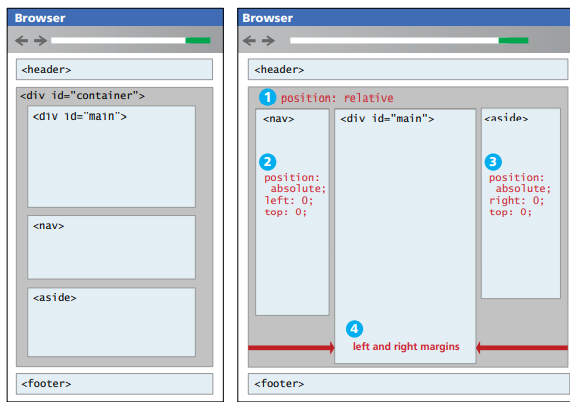 Browser
<header>
<div id="container">
<div id="main">
<nav>
<aside>
<footer>
Browser
<header>
1 position: relative
<nav>
2
position:
absolute;
left: 0;
top: 0;
<div id="main">
4
left and right margins
<aside>
3
position:
absolute;
right: 0;
top: 0;
<footer>